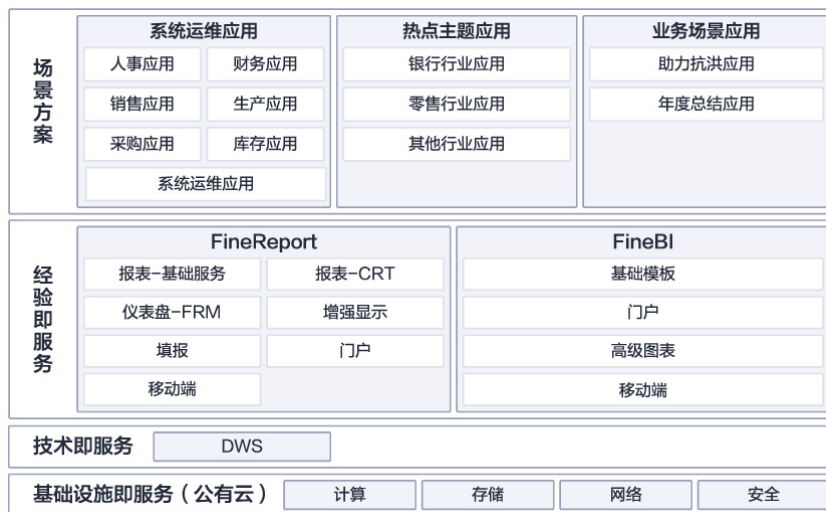 场景方案
系统运维应用
人事应用 财务应用
销售应用 生产应用
采购应用 库存应用
系统运维应用
热点主题应用
银行行业应用
零售行业应用
其他行业应用
业务场景应用
助力抗洪应用
年度总结应用
经验即服务
FineReport
报表-基础服务 报表-CRT
仪表盘-FRM 增强显示
填报 门户
移动端
FineBI
基础模板
门户
高级图表
移动端
技术即服务 DWS
基础设施即服务（公有云） 计算 存储 网络 安全